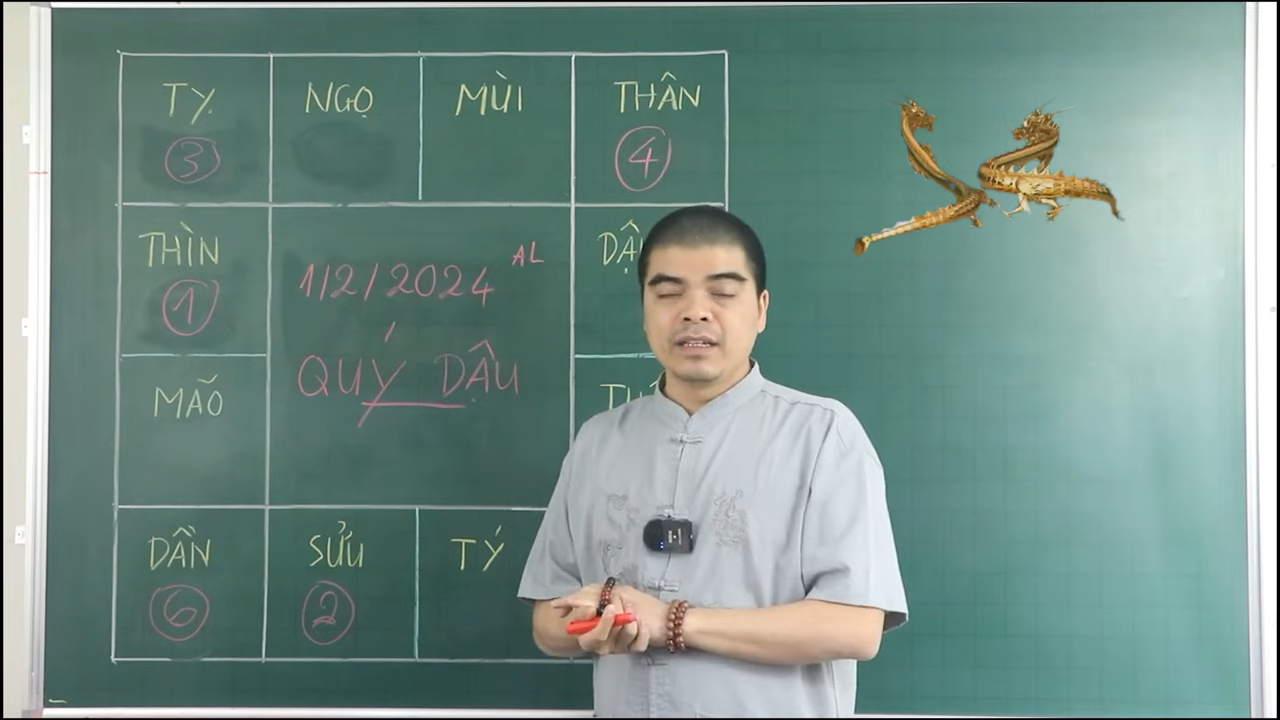 TỴ NGỌ MÙI THÂN
3 4
THÌN
1
1/2/2024 AL
QUÝ DẬU
MÃO
DẦN SỬU TÝ
6 2